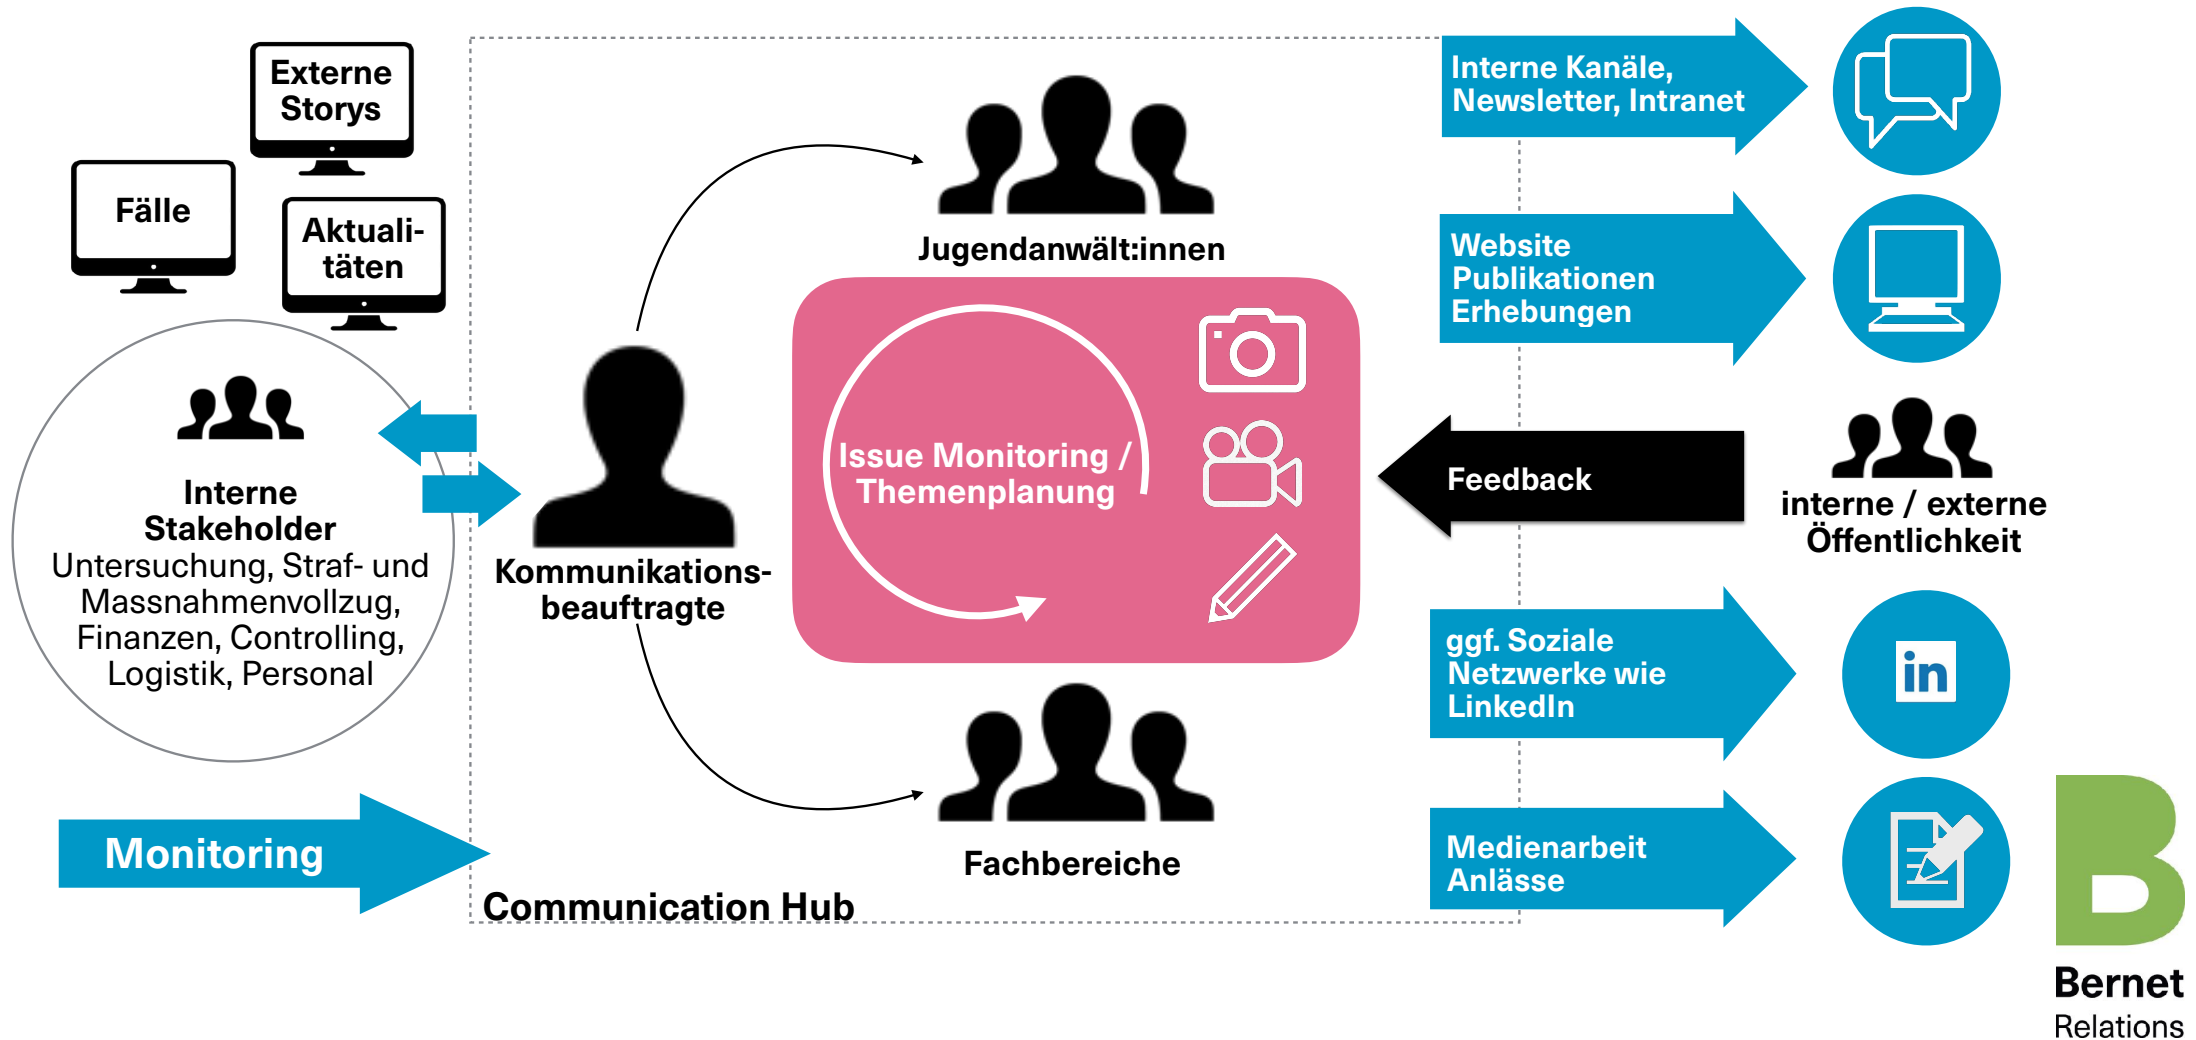 Externe
Storys
Fälle
Aktuali-
täten
Interne
Stakeholder
Untersuchung, Straf- und
Massnahmenvollzug,
Finanzen, Controlling,
Logistik, Personal
Monitoring
Kommunikations-
beauftragte
Jugendanwält:innen
Issue Monitoring /
Themenplanung
Fachbereiche
Communication Hub
Interne Kanäle,
Newsletter, Intranet
Website
Publikationen
Erhebungen
Feedback
interne / externe
Öffentlichkeit
ggf. Soziale
Netzwerke wie
LinkedIn
in
Medienarbeit
Anlässe
B
Bernet
Relations